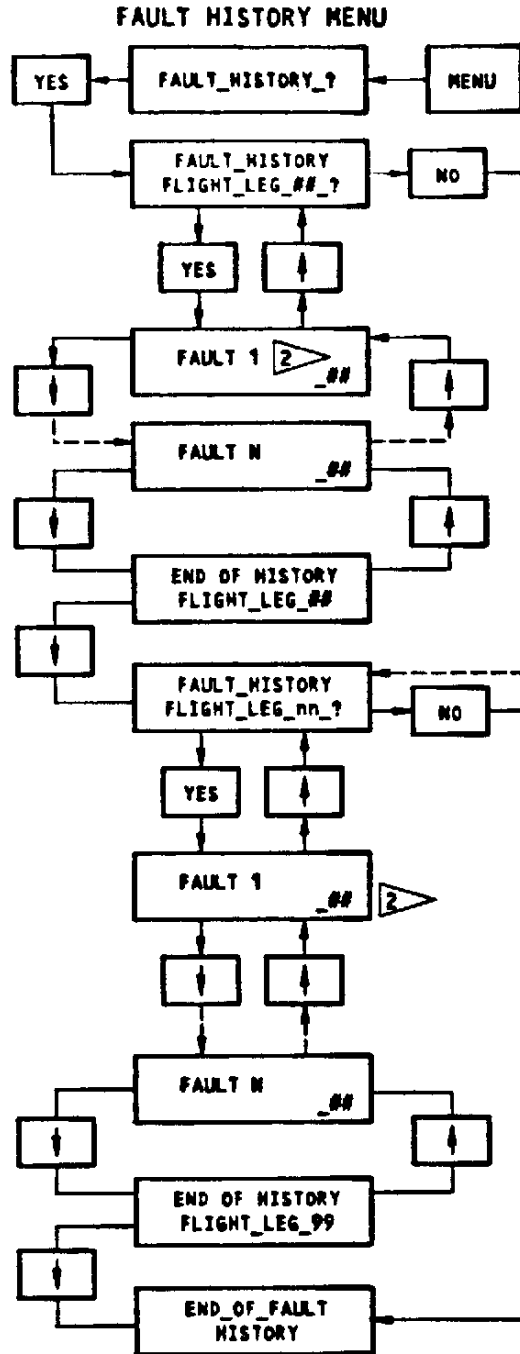 FAULT HISTORY MENU
YES
FAULT_HISTORY_?
MENU
FAULT_HISTORY
FLIGHT_LEG_##_?
NO
YES
FAULT 1
2
_##
FAULT N
_##
END OF HISTORY
FLIGHT_LEG_##
FAULT_HISTORY
FLIGHT_LEG_nn_?
NO
YES
FAULT 1
_##
2
FAULT N
_##
END OF HISTORY
FLIGHT_LEG_99
END_OF_FAULT
HISTORY